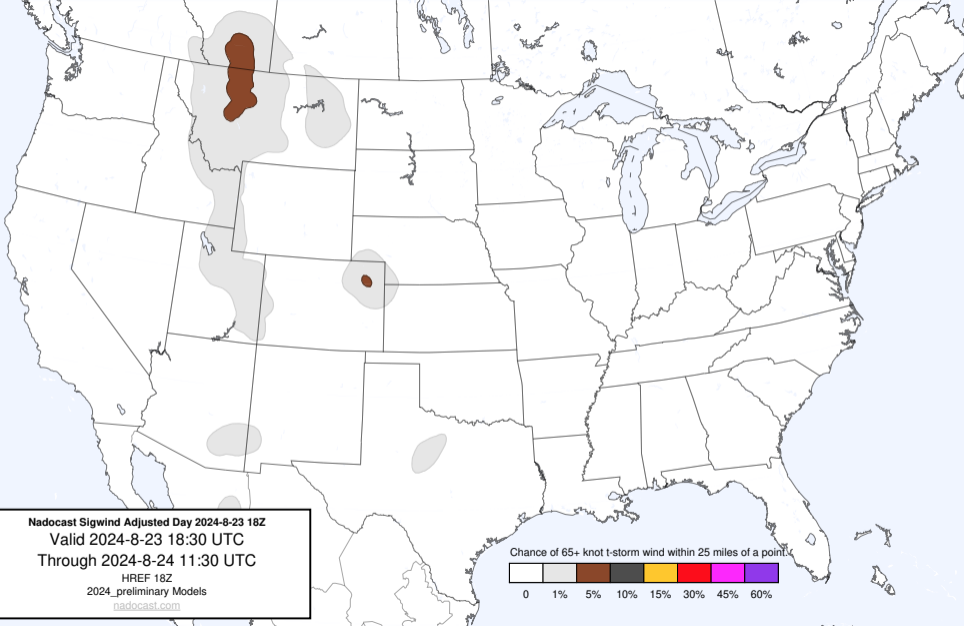 Nadocast Sigwind Adjusted Day 2024-8-23 18Z
Valid 2024-8-23 18:30 UTC
Through 2024-8-24 11:30 UTC
HREF 18Z
2024_preliminary Models
nadocast.com
Chance of 65+ knot t-storm wind within 25 miles of a point.
0 1% 5% 10% 15% 30% 45% 60%